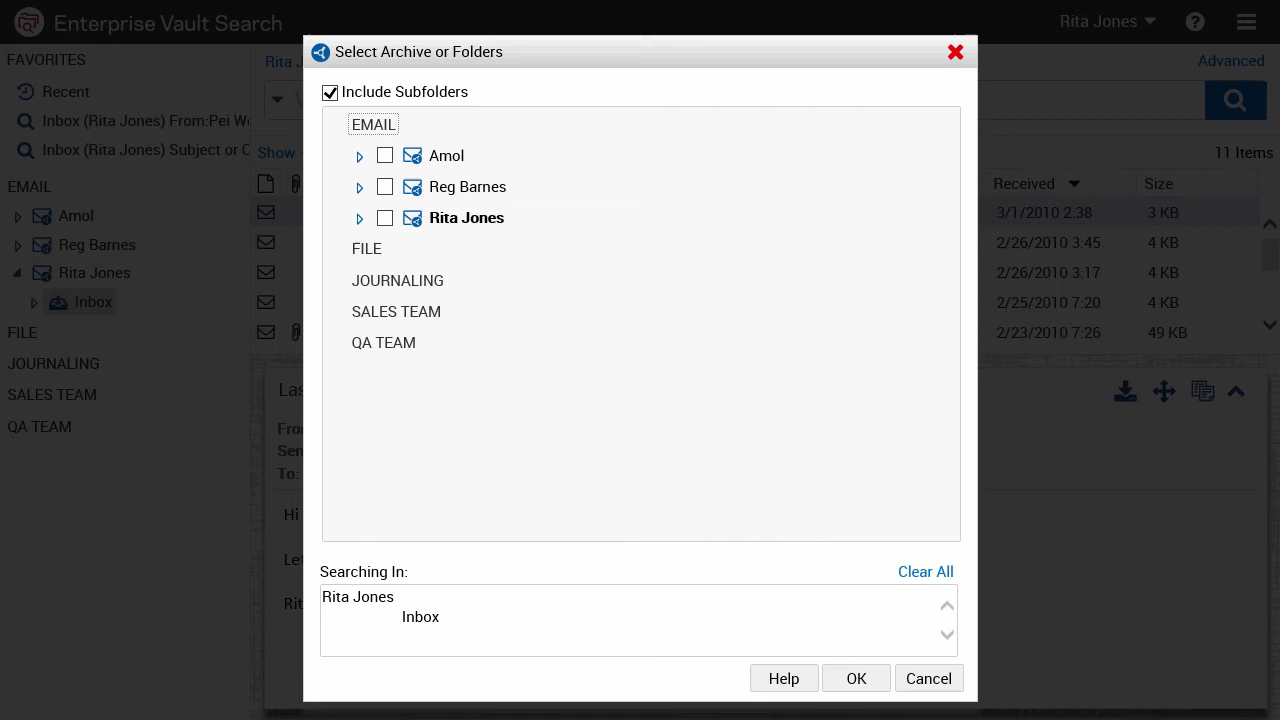 Enterprise Vault Search
Rita Jones
FAVORITES
Recent
Inbox (Rita Jones) From:Pei
Inbox (Rita Jones) Subject or
EMAIL
Amol
Reg Barnes
Rita Jones
Inbox
FILE
JOURNALING
SALES TEAM
QA TEAM
Rita
Advanced
Show
11 Items
Received Size
3/1/2010 2:38 3 KB
2/26/2010 3:45 4 KB
2/26/2010 3:17 4 KB
2/25/2010 7:20 4 KB
2/23/2010 7:26 49 KB
To:
Hi
Select Archive or Folders
Include Subfolders
EMAIL
Amol
Reg Barnes
Rita Jones
FILE
JOURNALING
SALES TEAM
QA TEAM
Searching In:
Clear All
Rita Jones
Inbox
Help
OK
Cancel